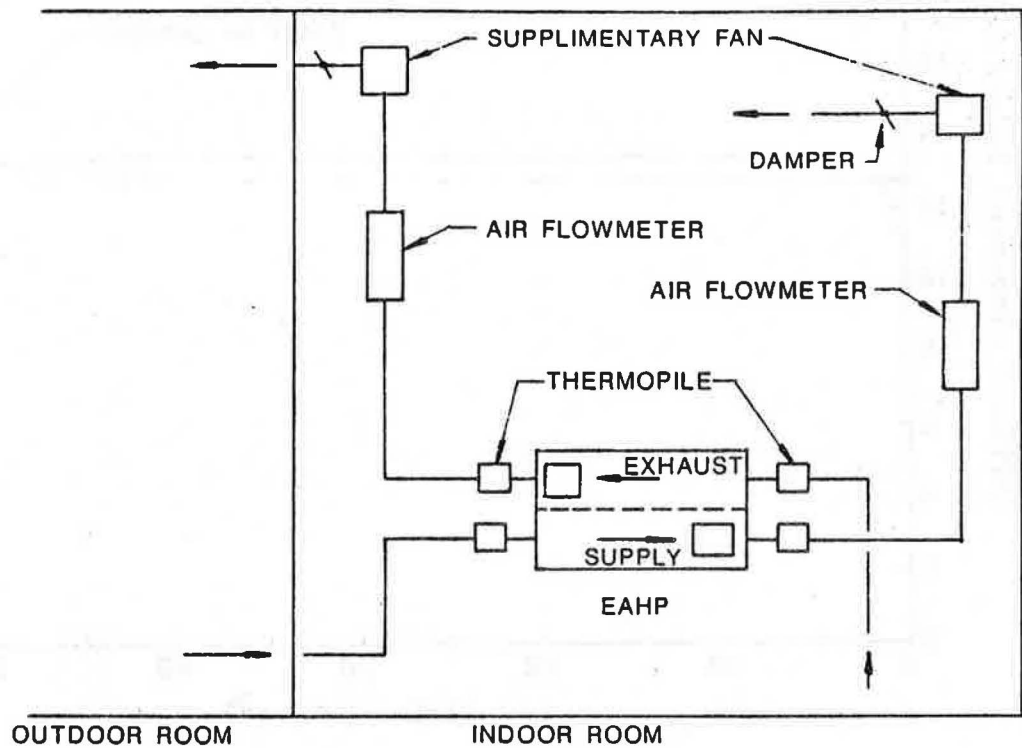 SUPPLIMENTARY FAN
DAMPER
AIR FLOWMETER
AIR FLOWMETER
THERMOPILE
EXHAUST
SUPPLY
EAHP
OUTDOOR ROOM
INDOOR ROOM